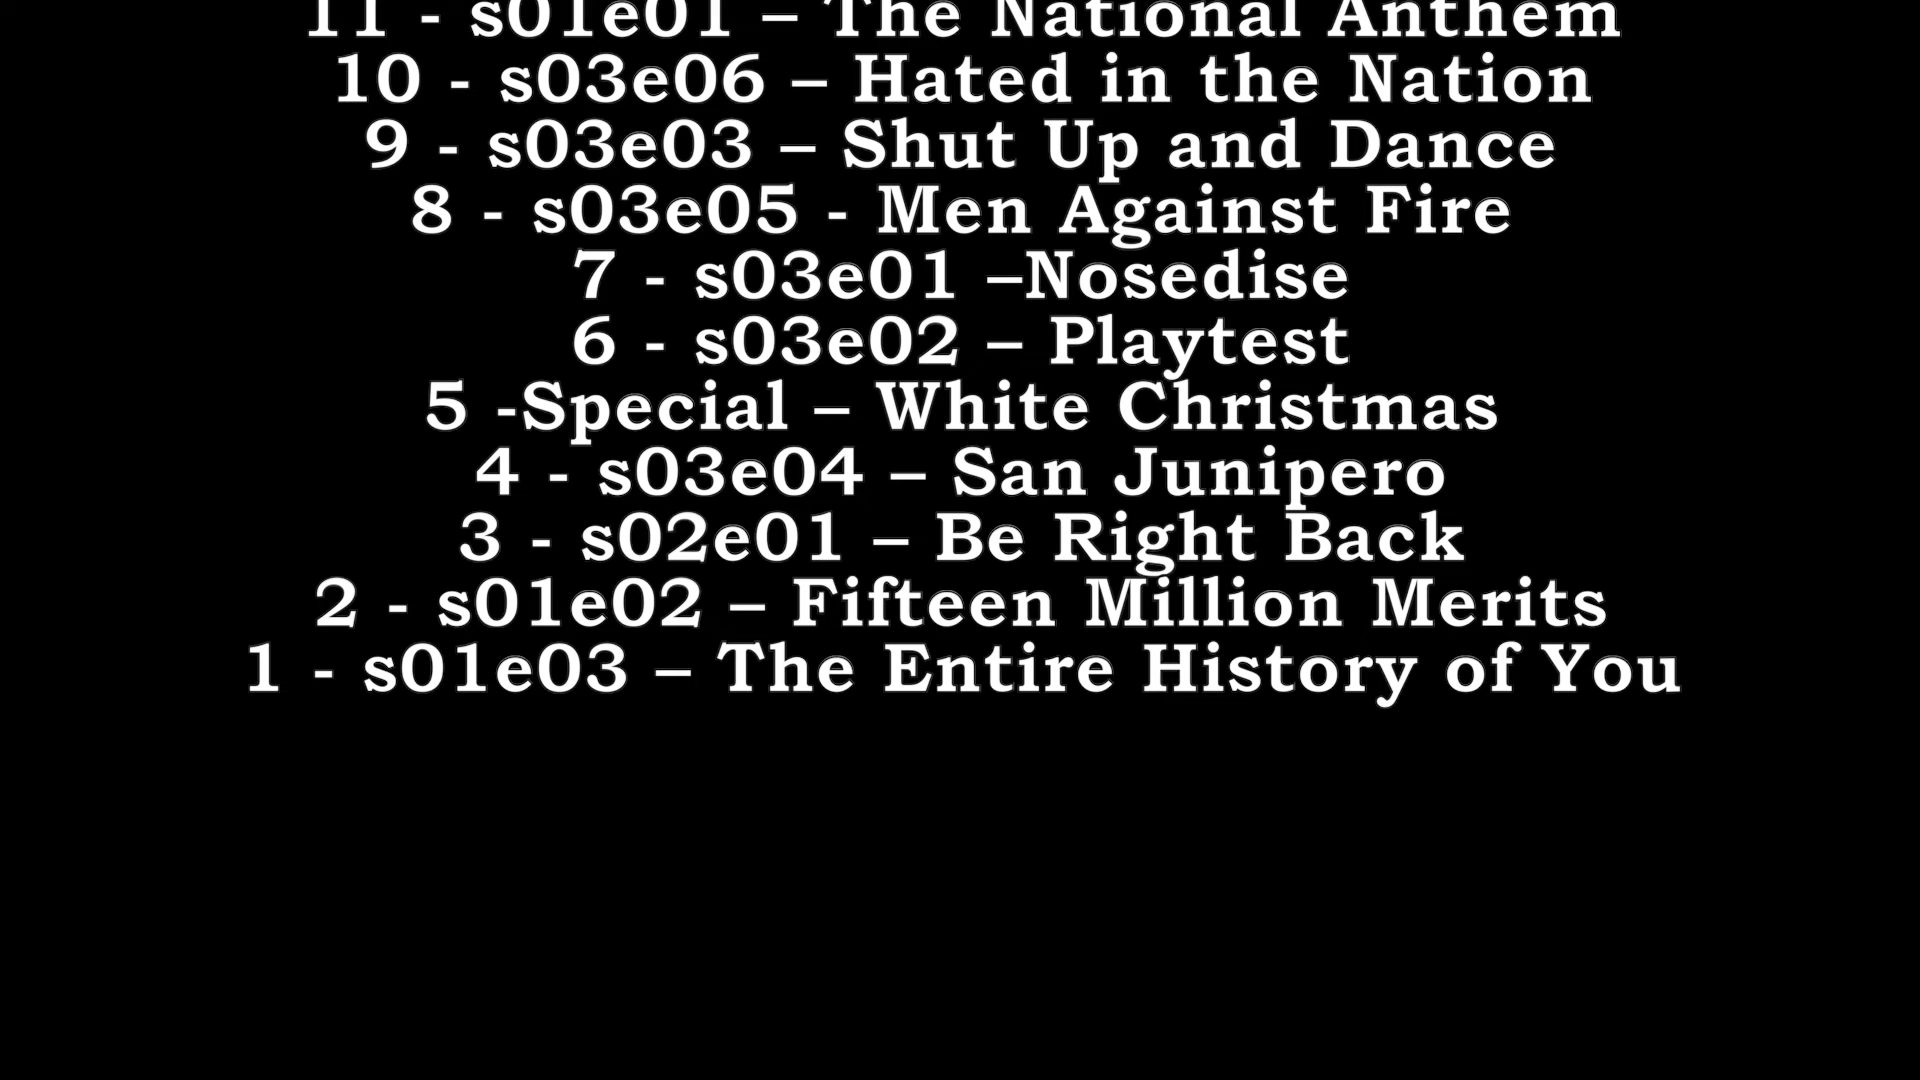 11 - s01e01 – The National Anthem
10 - s03e06 – Hated in the Nation
9 - s03e03 – Shut Up and Dance
8 - s03e05 - Men Against Fire
7 - s03e01 –Nosedise
6 - s03e02 – Playtest
5 -Special – White Christmas
4 - s03e04 – San Junipero
3 - s02e01 – Be Right Back
2 - s01e02 – Fifteen Million Merits
1 - s01e03 – The Entire History of You